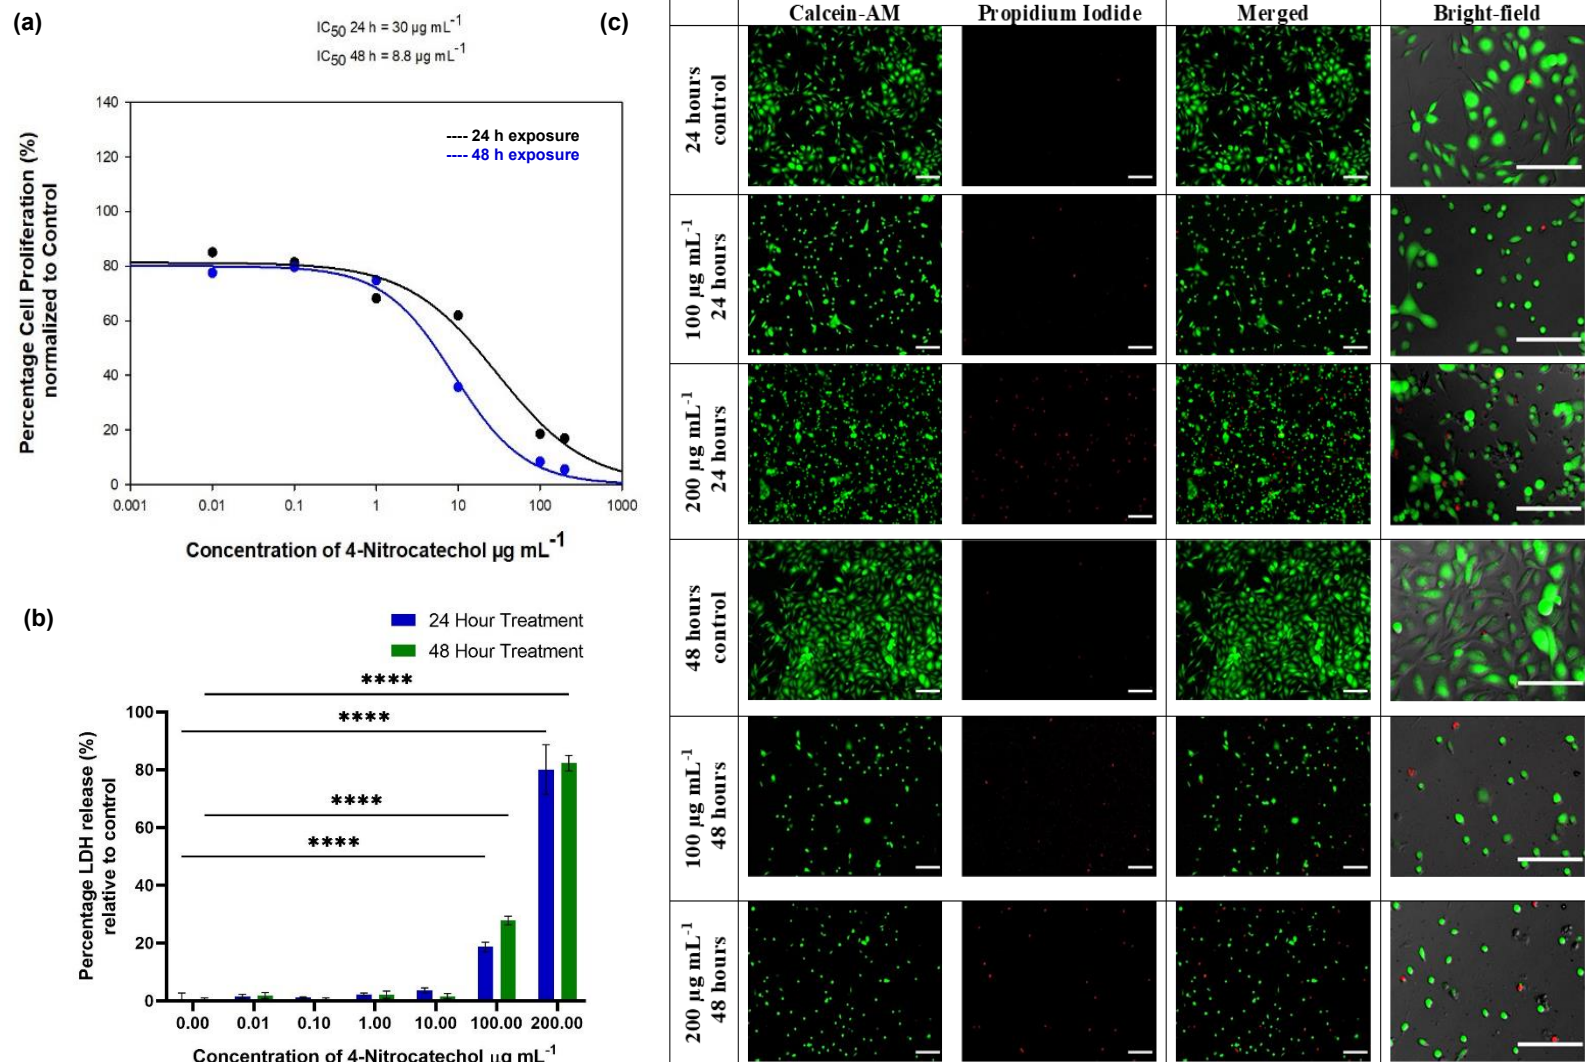 (a)
IC50 24 h = 30 µg mL-1
IC50 48 h = 8.8 µg mL-1
Percentage Cell Proliferation (%)
normalized to Control
140
120
100
80
60
40
20
0
---- 24 h exposure
---- 48 h exposure
0.001
0.01
0.1
1
10
100
1000
Concentration of 4-Nitrocatechol µg mL-1
(b)
24 Hour Treatment
48 Hour Treatment
Percentage LDH release (%)
relative to control
100
80
60
40
20
0
****
****
****
****
0.00
0.01
0.10
1.00
10.00
100.00
200.00
Concentration of 4-Nitrocatechol µg mL-1
(c)
Calcein-AM
Propidium Iodide
Merged
Bright-field
24 hours
control
100 µg mL-1
24 hours
200 µg mL-1
24 hours
48 hours
control
100 µg mL-1
48 hours
200 µg mL-1
48 hours